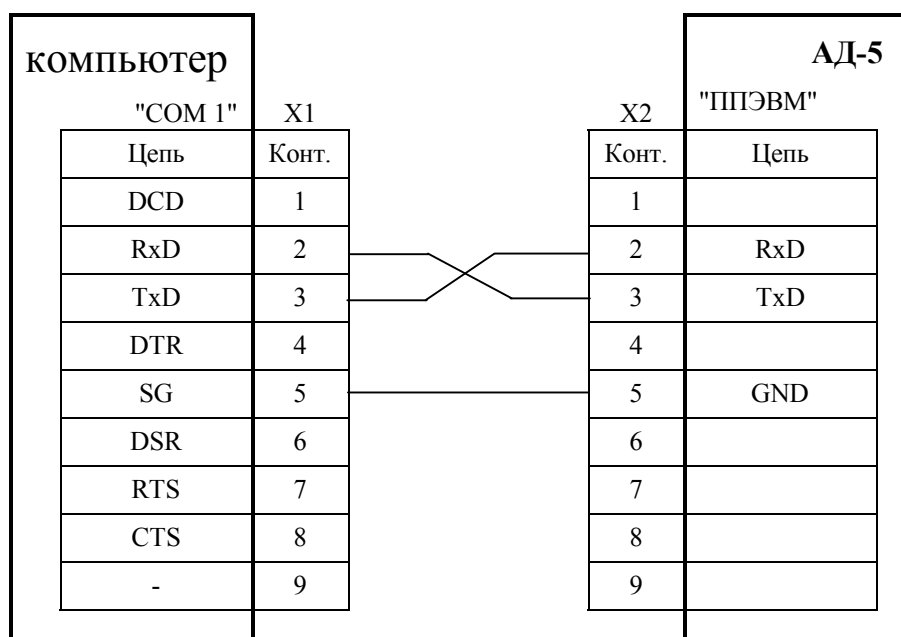 компьютер
АД-5
"COM 1" X1 X2 "ППЭВМ"
Цепь Конт. Конт. Цепь
DCD 1 1
RxD 2 2 RxD
TxD 3 3 TxD
DTR 4 4
SG 5 5 GND
DSR 6 6
RTS 7 7
CTS 8 8
- 9 9